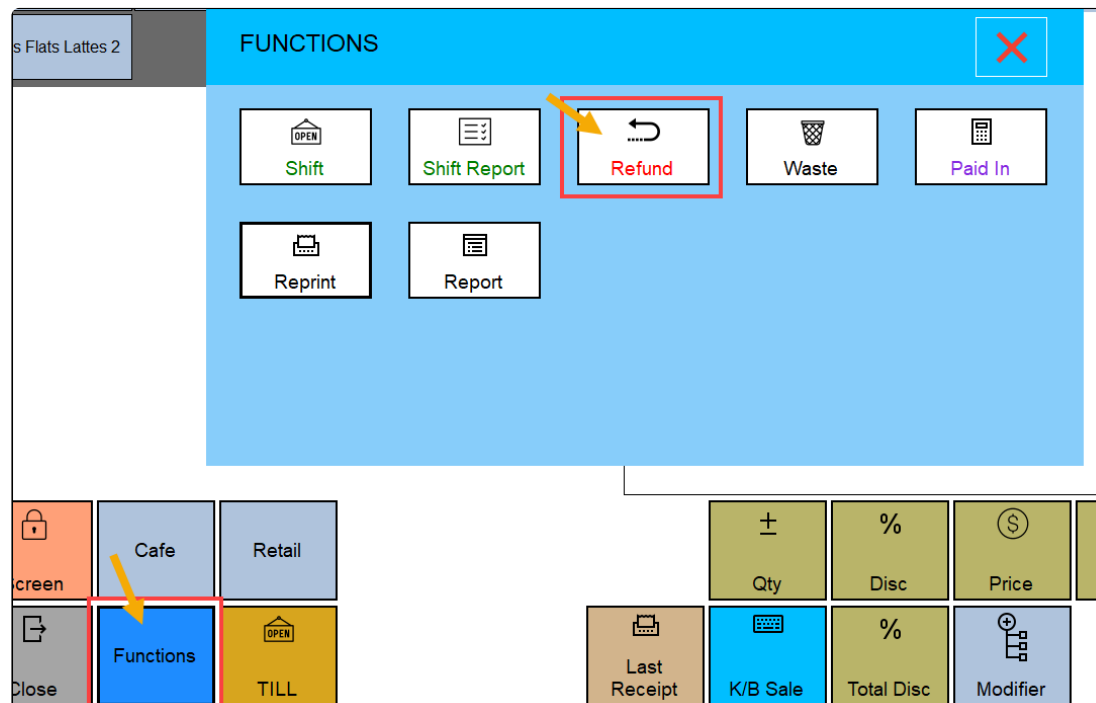 s Flats Lattes 2
FUNCTIONS
OPEN
Shift
Shift Report
Refund
Waste
Paid In
Reprint
Report
Screen
Cafe
Retail
±
Qty
%
Disc
$
Price
Close
Functions
OPEN
TILL
Last
Receipt
K/B Sale
%
Total Disc
Modifier